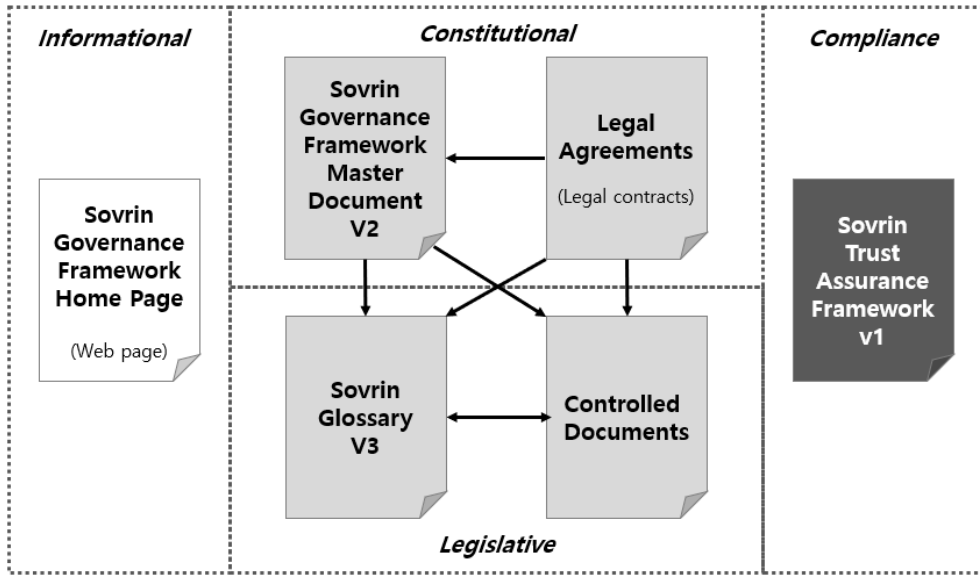 Informational
Sovrin
Governance
Framework
Home Page
(Web page)
Constitutional
Sovrin
Governance
Framework
Master
Document
V2
Legal
Agreements
(Legal contracts)
Sovrin
Glossary
V3
Controlled
Documents
Legislative
Compliance
Sovrin
Trust
Assurance
Framework
v1